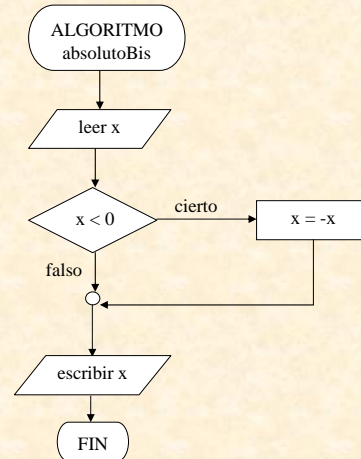 ALGORITMO
absolutoBis
leer x
x < 0
cierto
x = -x
falso
escribir x
FIN